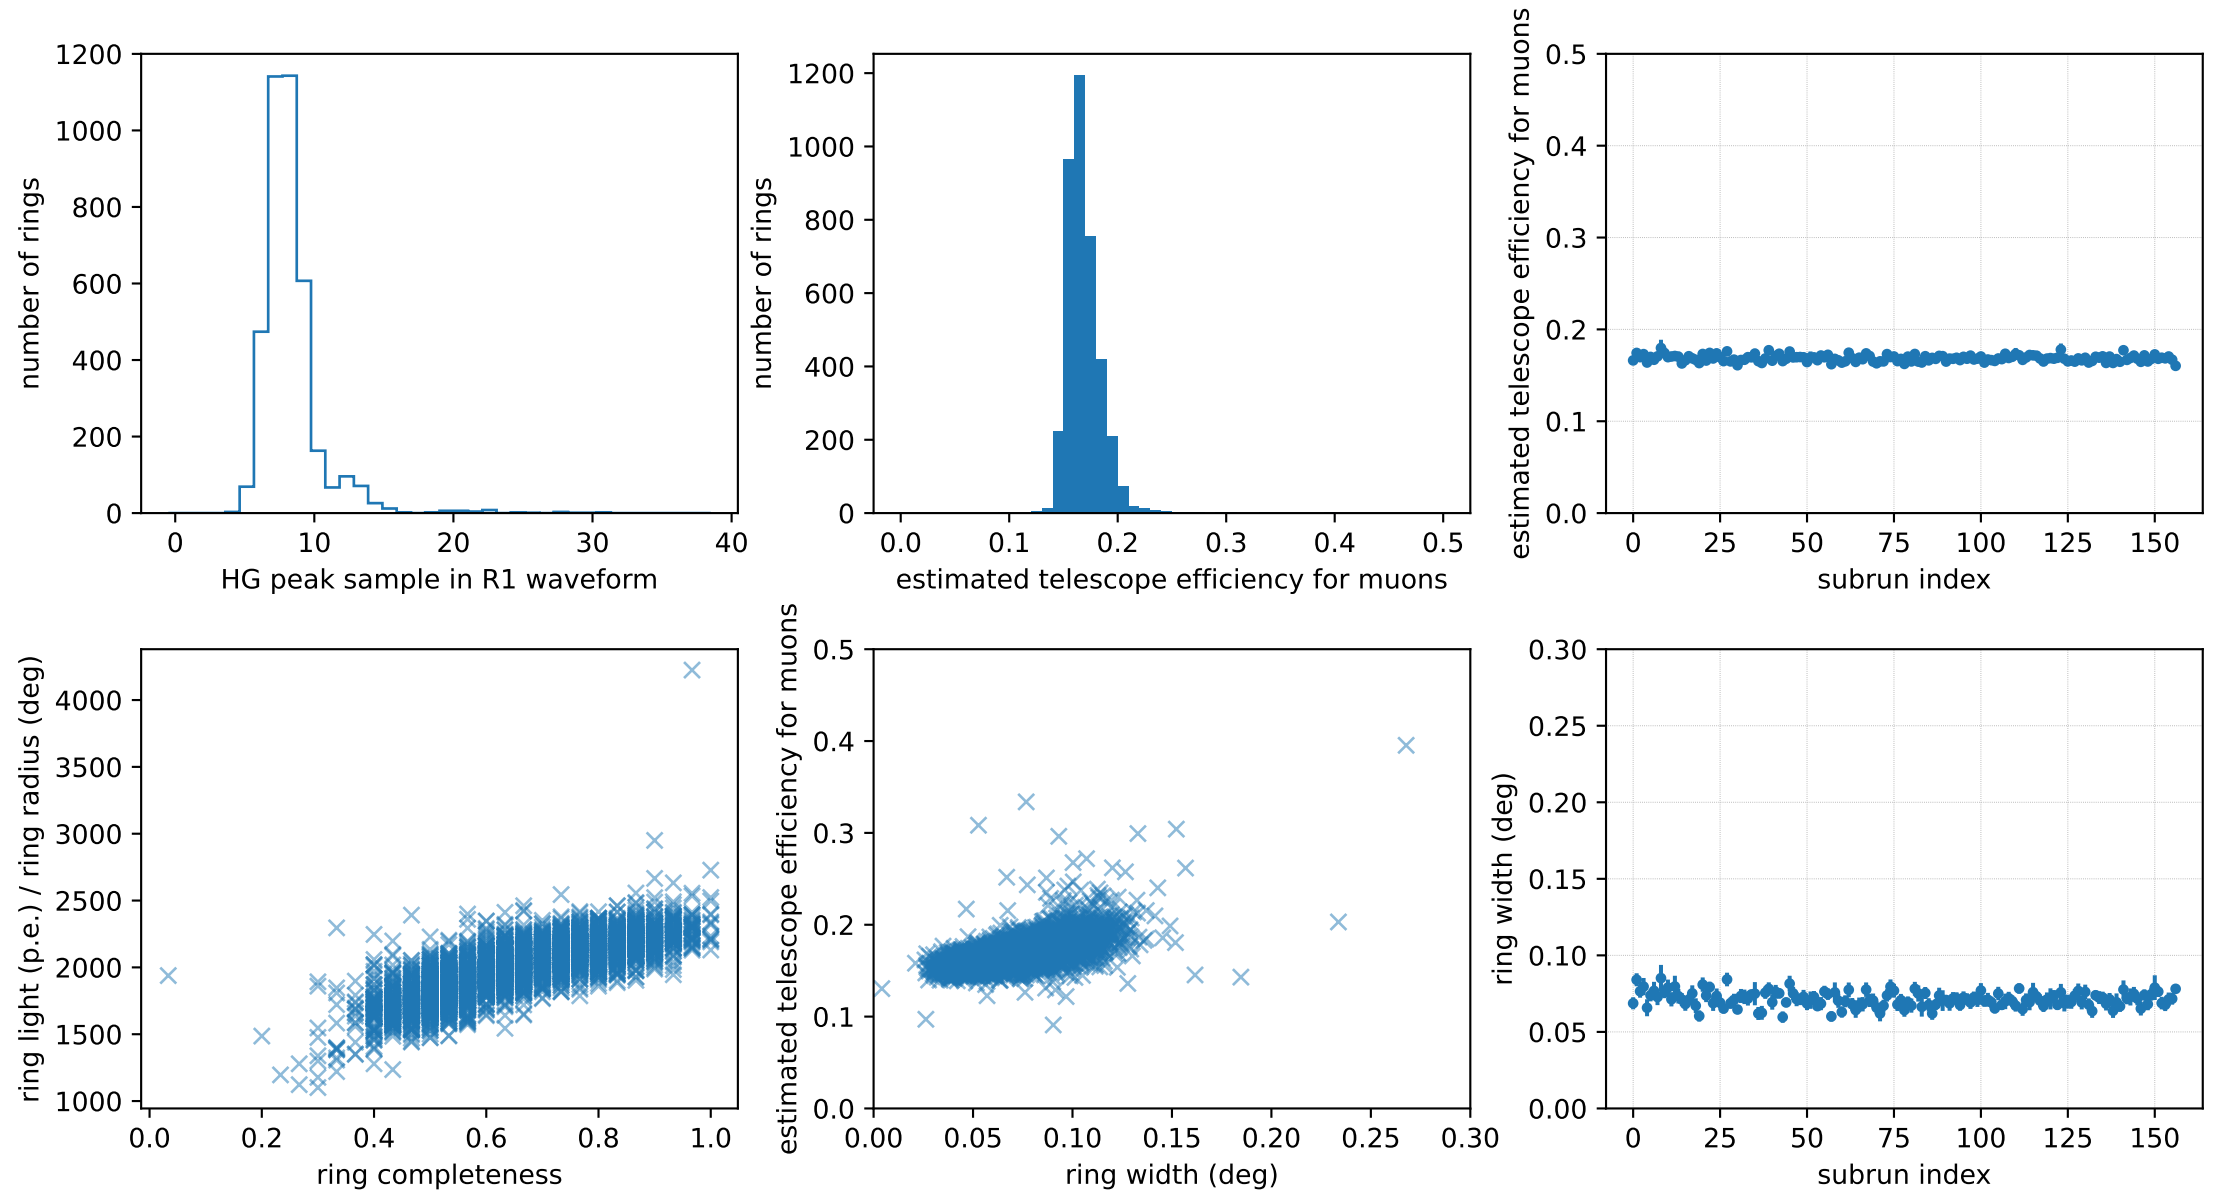 1200
1000
800
600
400
200
0
number of rings
0 10 20 30 40
HG peak sample in R1 waveform
1200
1000
800
600
400
200
0
number of rings
0.0 0.1 0.2 0.3 0.4 0.5
estimated telescope efficiency for muons
0.5
0.4
0.3
0.2
0.1
0.0
estimated telescope efficiency for muons
0 25 50 75 100 125 150
subrun index
4000
3500
3000
2500
2000
1500
1000
ring light (p.e.) / ring radius (deg)
0.0 0.2 0.4 0.6 0.8 1.0
ring completeness
0.5
0.4
0.3
0.2
0.1
0.0
estimated telescope efficiency for muons
0.00 0.05 0.10 0.15 0.20 0.25 0.30
ring width (deg)
0.30
0.25
0.20
0.15
0.10
0.05
0.00
ring width (deg)
0 25 50 75 100 125 150
subrun index